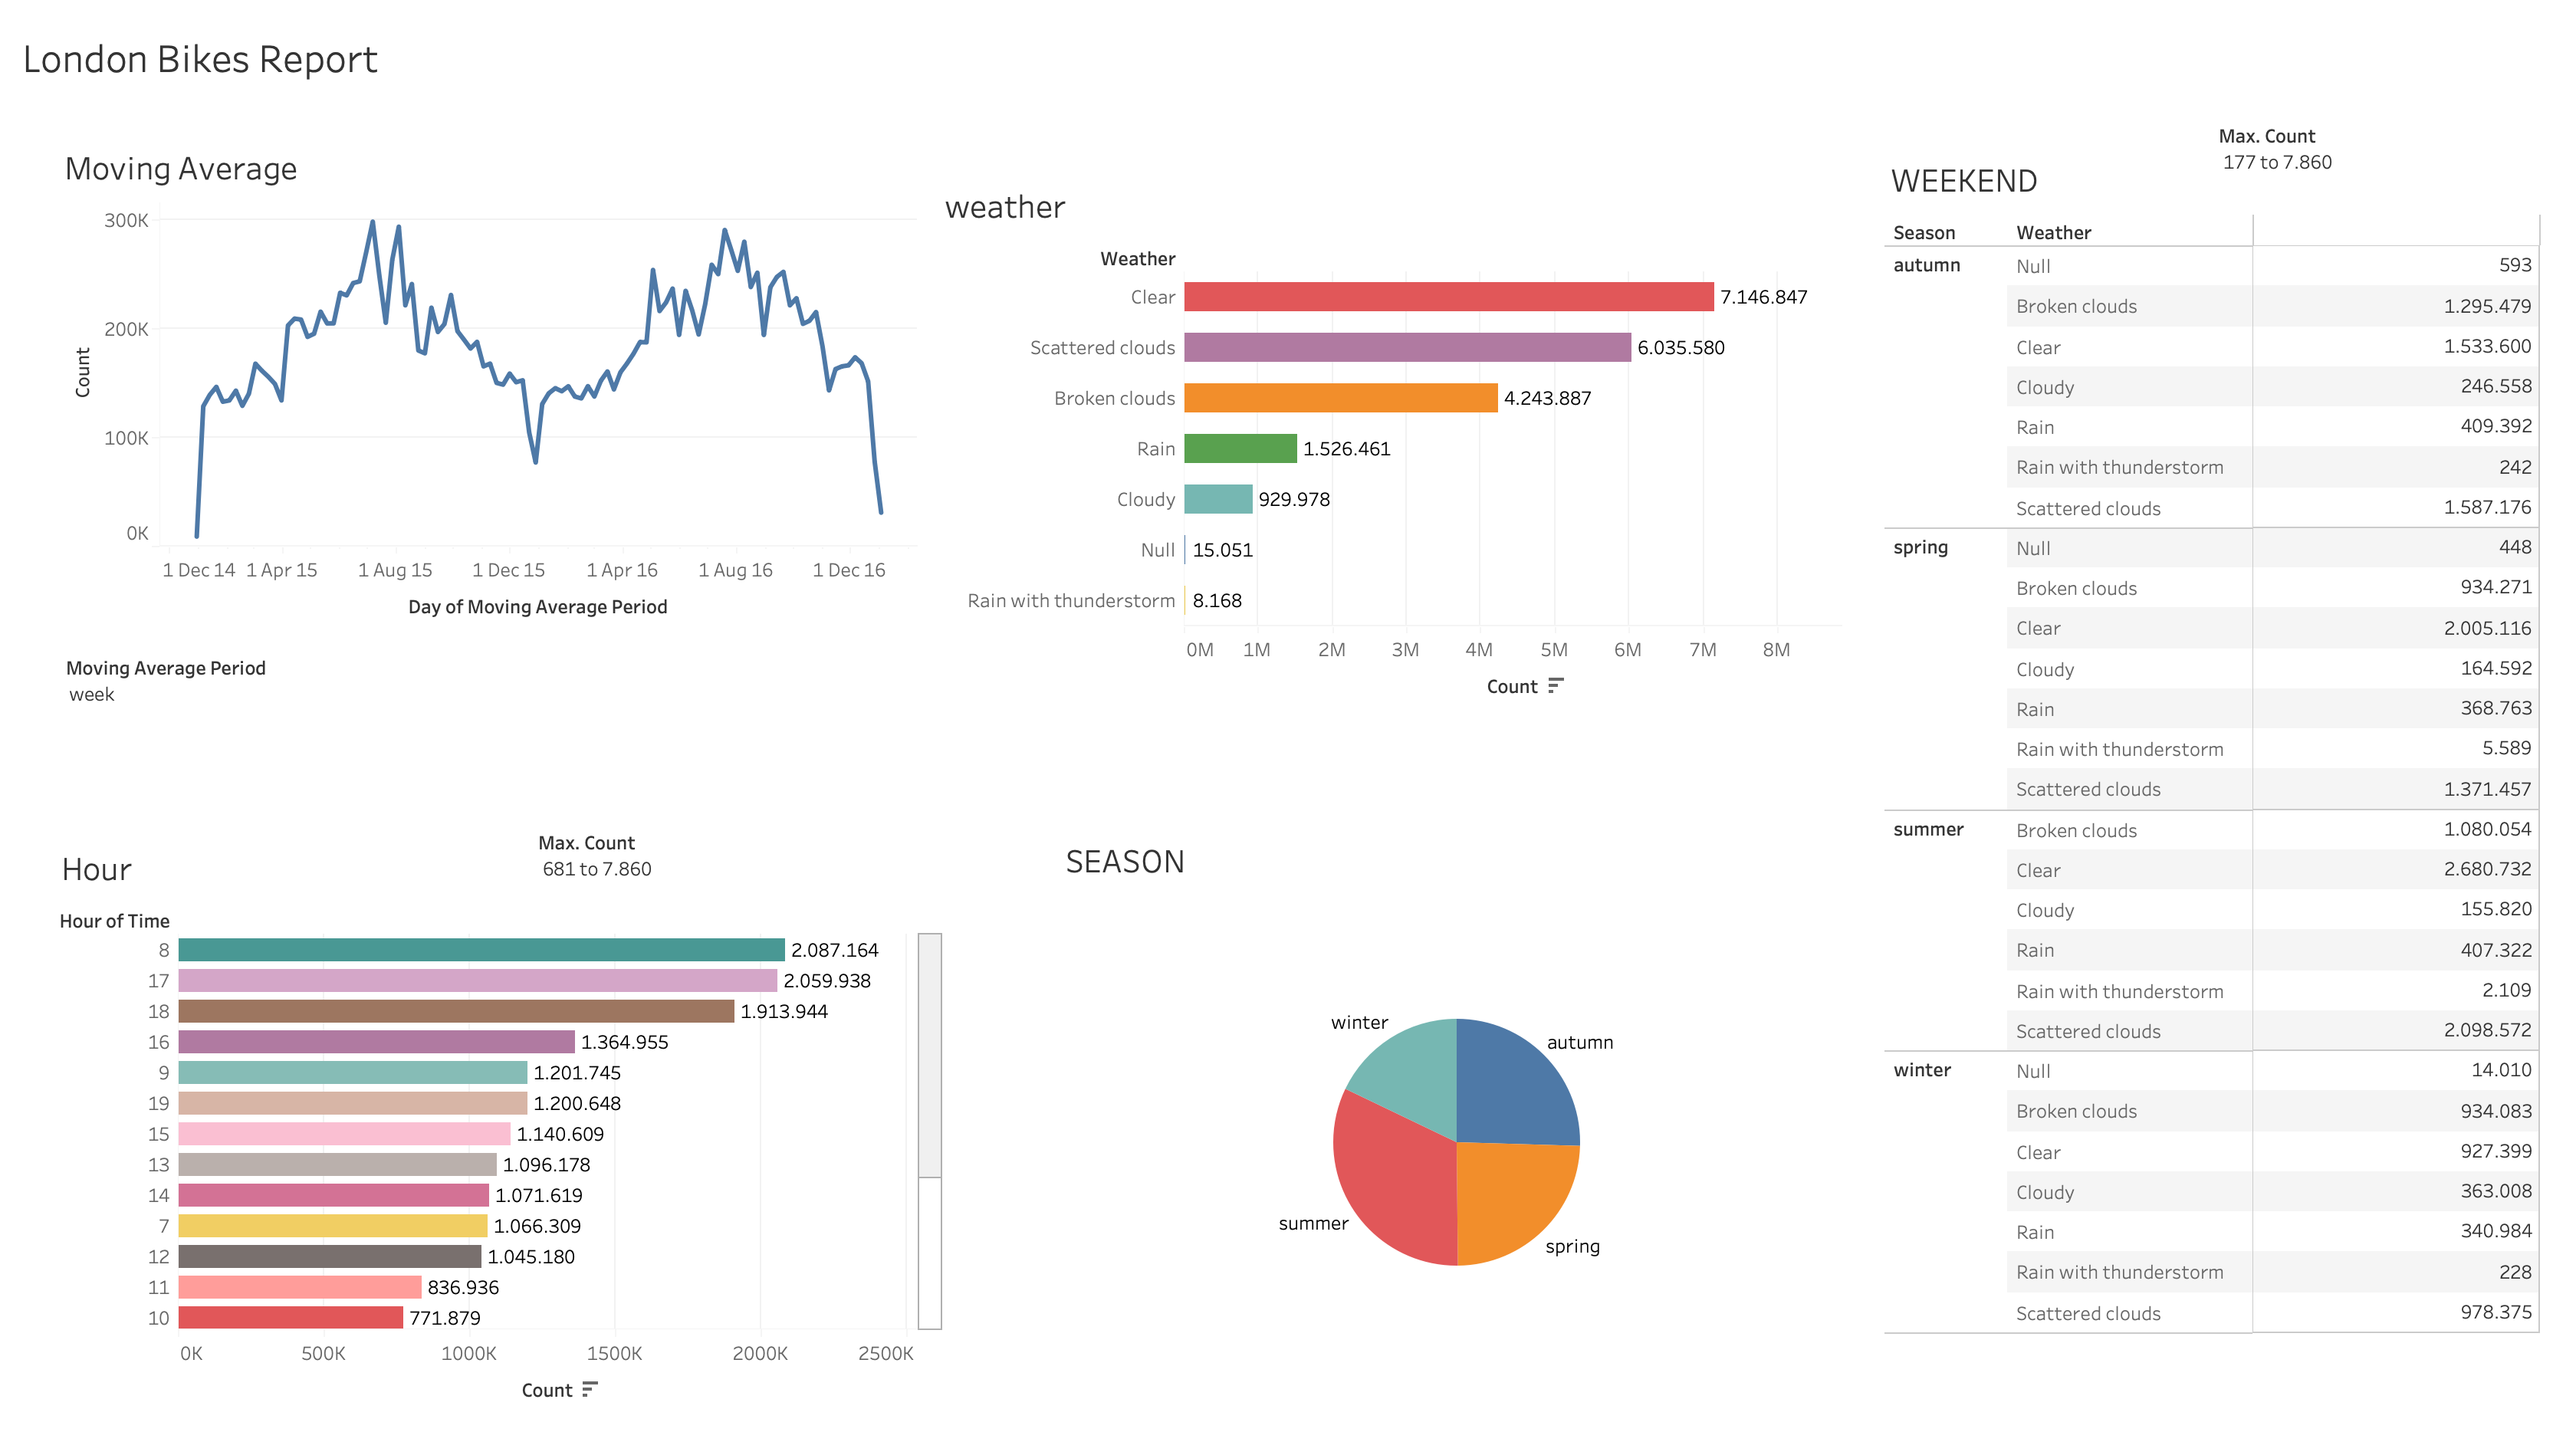 London Bikes Report
Moving Average
300K
200K
100K
0K
Count
1 Dec 14 1 Apr 15 1 Aug 15 1 Dec 15 1 Apr 16 1 Aug 16 1 Dec 16
Day of Moving Average Period
Moving Average Period
week
weather
Weather
Clear 7.146.847
Scattered clouds 6.035.580
Broken clouds 4.243.887
Rain 1.526.461
Cloudy 929.978
Null 15.051
Rain with thunderstorm 8.168
0M 1M 2M 3M 4M 5M 6M 7M 8M
Count
Max. Count
177 to 7.860
WEEKEND
Season Weather
autumn Null 593
Broken clouds 1.295.479
Clear 1.533.600
Cloudy 246.558
Rain 409.392
Rain with thunderstorm 242
Scattered clouds 1.587.176
spring Null 448
Broken clouds 934.271
Clear 2.005.116
Cloudy 164.592
Rain 368.763
Rain with thunderstorm 5.589
Scattered clouds 1.371.457
summer Broken clouds 1.080.054
Clear 2.680.732
Cloudy 155.820
Rain 407.322
Rain with thunderstorm 2.109
Scattered clouds 2.098.572
winter Null 14.010
Broken clouds 934.083
Clear 927.399
Cloudy 363.008
Rain 340.984
Rain with thunderstorm 228
Scattered clouds 978.375
Max. Count
681 to 7.860
Hour
Hour of Time
8 2.087.164
17 2.059.938
18 1.913.944
16 1.364.955
9 1.201.745
19 1.200.648
15 1.140.609
13 1.096.178
14 1.071.619
7 1.066.309
12 1.045.180
11 836.936
10 771.879
0K 500K 1000K 1500K 2000K 2500K
Count
SEASON
winter
autumn
summer
spring